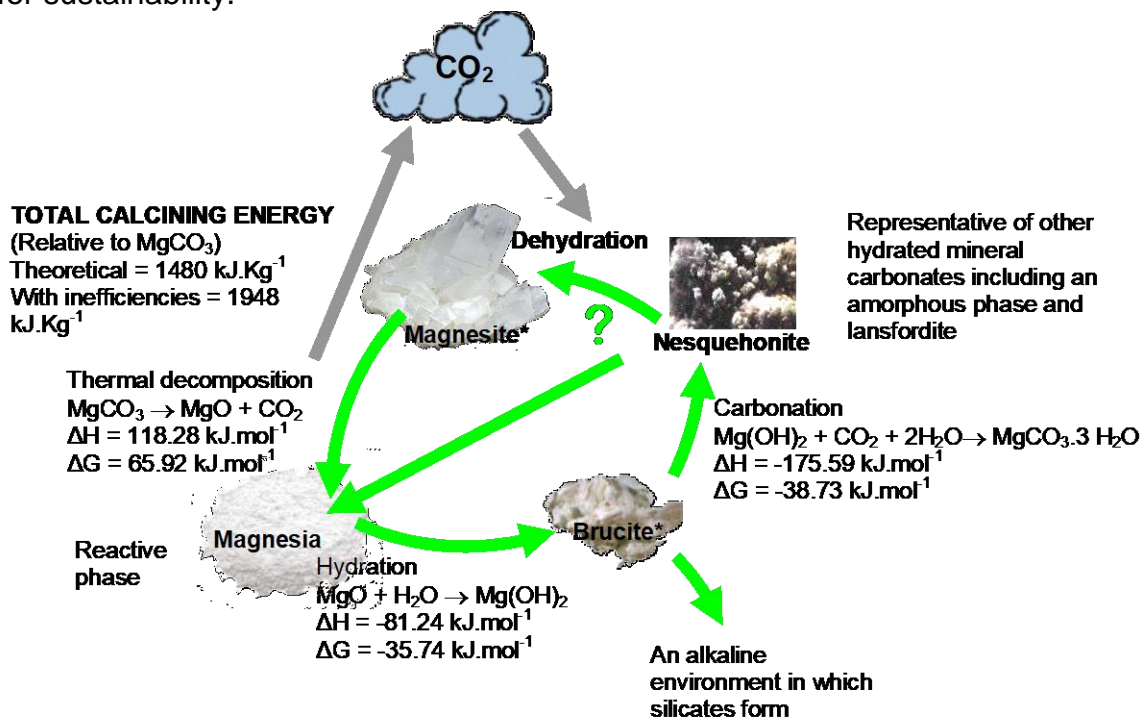 for sustainability.
CO₂
TOTAL CALCINING ENERGY
(Relative to MgCO₃)
Theoretical = 1480 kJ.Kg⁻¹
With inefficiencies = 1948
kJ.Kg⁻¹
Dehydration
Magnesite*
?
Nesquehonite
Representative of other
hydrated mineral
carbonates including an
amorphous phase and
lansfordite
Thermal decomposition
MgCO₃ → MgO + CO₂
ΔH = 118.28 kJ.mol⁻¹
ΔG = 65.92 kJ.mol⁻¹
Carbonation
Mg(OH)₂ + CO₂ + 2H₂O→ MgCO₃.3 H₂O
ΔH = -175.59 kJ.mol⁻¹
ΔG = -38.73 kJ.mol⁻¹
Reactive
phase
Magnesia
Brucite*
Hydration
MgO + H₂O → Mg(OH)₂
ΔH = -81.24 kJ.mol⁻¹
ΔG = -35.74 kJ.mol⁻¹
An alkaline
environment in which
silicates form